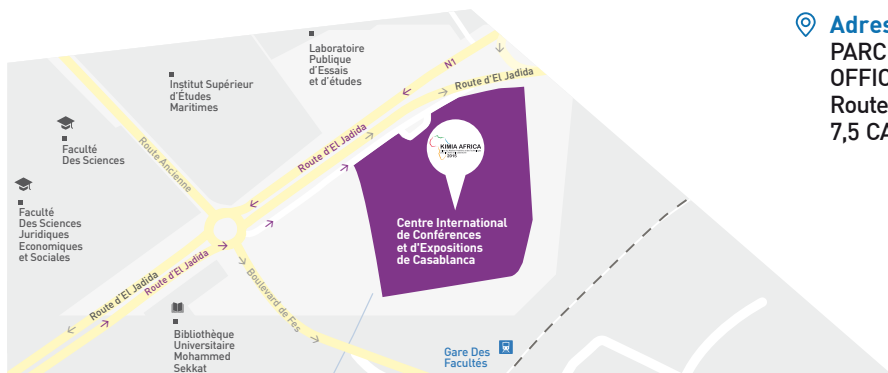 Adres
PARC
OFFIC
Route
7,5 CA
Laboratoire
Publique
d'Essais
et d'études
N1
Route d'El Jadida
Institut Supérieur
d'Études
Maritimes
Faculté
Des Sciences
Route Ancienne
Route d'El Jadida
KIMIA AFRICA
Faculté
Des Sciences
Juridiques
Economiques
et Sociales
Centre International
de Conférences
et d'Expositions
de Casablanca
Route d'El Jadida
Route d'El Jadida
Boulevard de Fes
Bibliothèque
Universitaire
Mohammed
Sekkat
Gare Des
Facultés